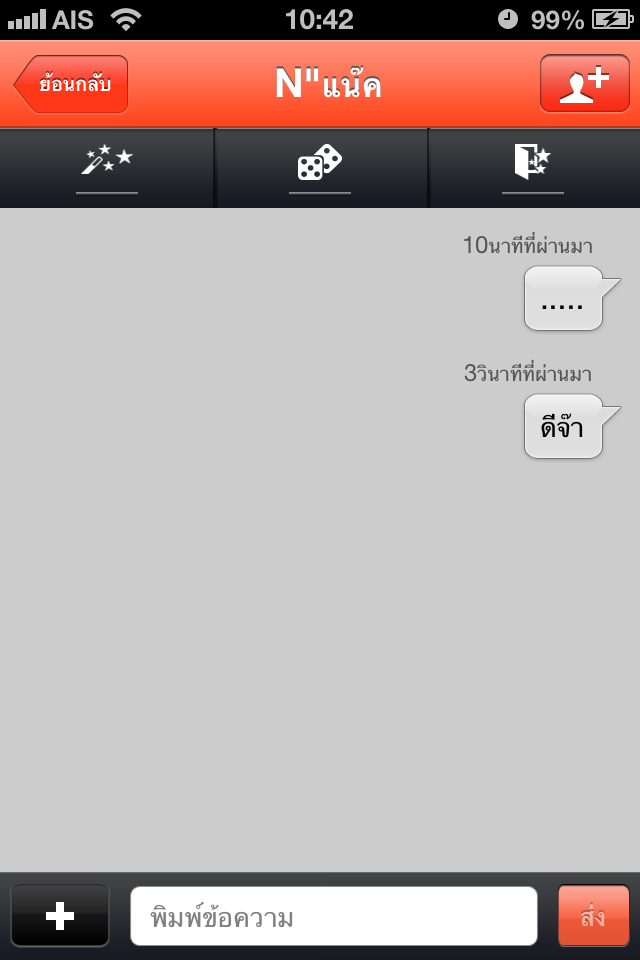 AIS 10:42 99%
ย้อนกลับ N"แน๊ค
10นาทีที่ผ่านมา
.....
3วินาทีที่ผ่านมา
ดีจ๊า
พิมพ์ข้อความ ส่ง